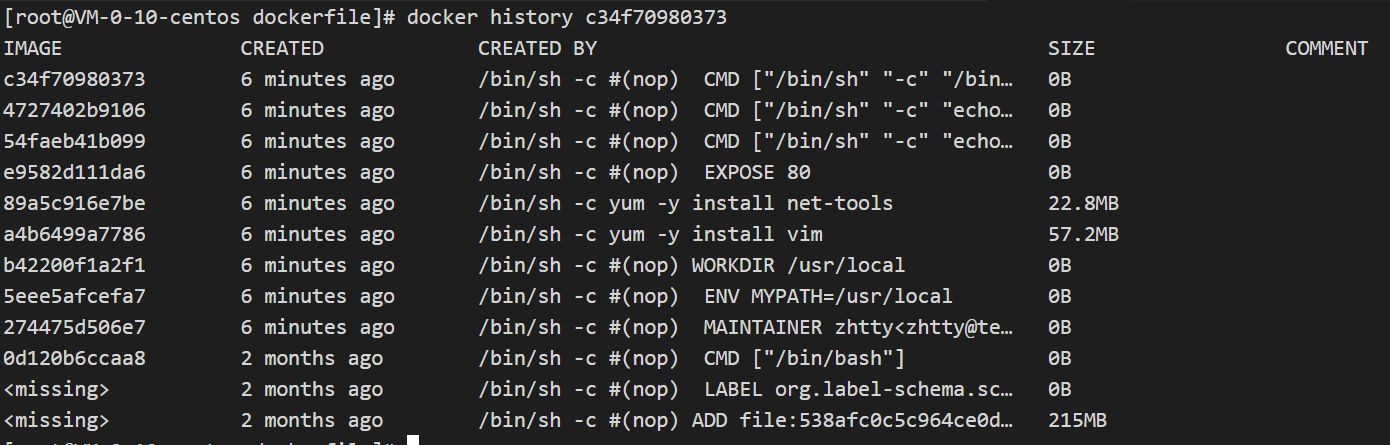 [root@VM-0-10-centos dockerfile]# docker history c34f70980373
IMAGE CREATED CREATED BY SIZE COMMENT
c34f70980373 6 minutes ago /bin/sh -c #(nop)  CMD ["/bin/sh" "-c" "/bin… 0B
4727402b9106 6 minutes ago /bin/sh -c #(nop)  CMD ["/bin/sh" "-c" "echo… 0B
54faeb41b099 6 minutes ago /bin/sh -c #(nop)  CMD ["/bin/sh" "-c" "echo… 0B
e9582d111da6 6 minutes ago /bin/sh -c #(nop)  EXPOSE 80 0B
89a5c916e7be 6 minutes ago /bin/sh -c yum -y install net-tools 22.8MB
a4b6499a7786 6 minutes ago /bin/sh -c yum -y install vim 57.2MB
b42200f1a2f1 6 minutes ago /bin/sh -c #(nop) WORKDIR /usr/local 0B
5eee5afcefa7 6 minutes ago /bin/sh -c #(nop)  ENV MYPATH=/usr/local 0B
274475d506e7 6 minutes ago /bin/sh -c #(nop)  MAINTAINER zhtty<zhtty@te… 0B
0d120b6ccaa8 2 months ago /bin/sh -c #(nop)  CMD ["/bin/bash"] 0B
<missing> 2 months ago /bin/sh -c #(nop)  LABEL org.label-schema.sc… 0B
<missing> 2 months ago /bin/sh -c #(nop) ADD file:538afc0c5c964ce0d… 215MB
[root@VM-0-10-centos dockerfile]#